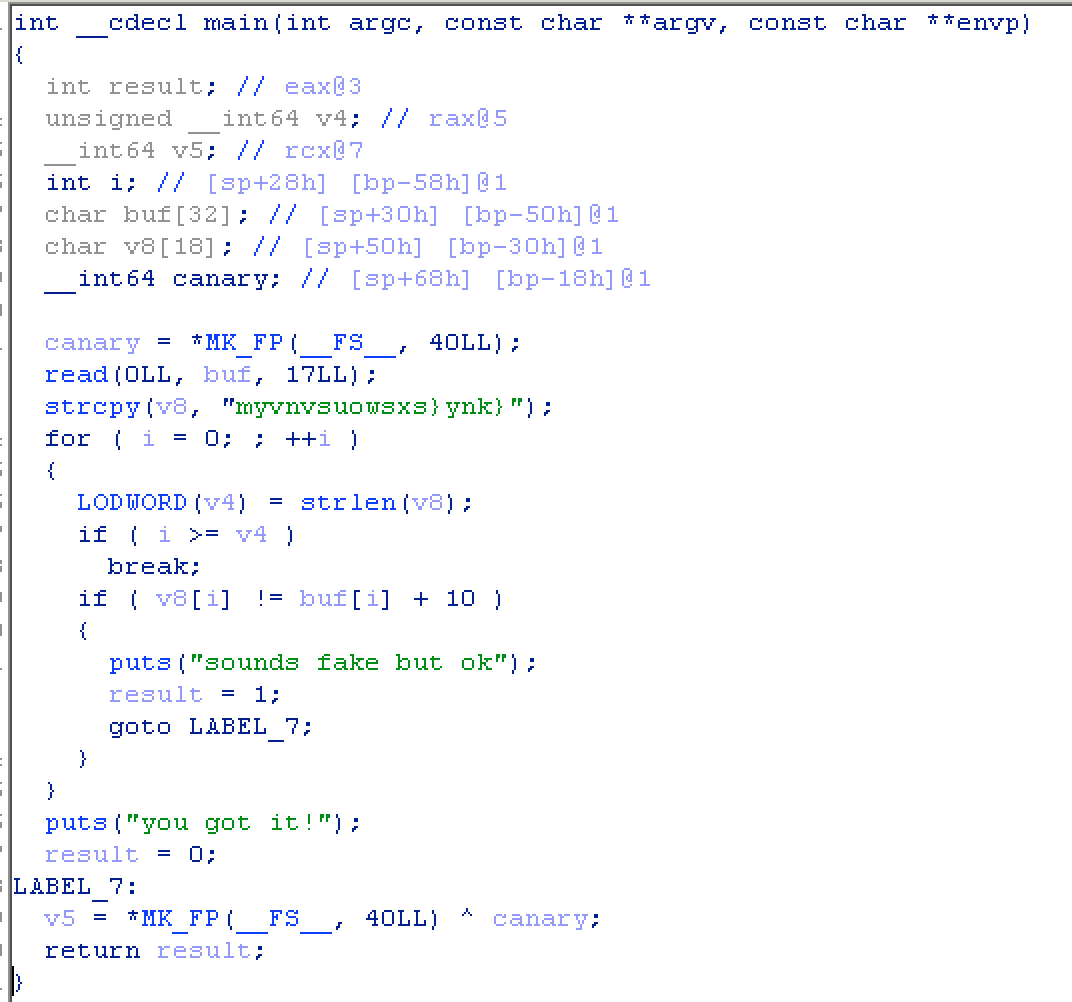 int __cdecl main(int argc, const char **argv, const char **envp)
{
  int result; // eax@3
  unsigned __int64 v4; // rax@5
  __int64 v5; // rcx@7
  int i; // [sp+28h] [bp-58h]@1
  char buf[32]; // [sp+30h] [bp-50h]@1
  char v8[18]; // [sp+50h] [bp-30h]@1
  __int64 canary; // [sp+68h] [bp-18h]@1

  canary = *MK_FP(__FS__, 40LL);
  read(0LL, buf, 17LL);
  strcpy(v8, "myvnvsuowsxs}ynk}");
  for ( i = 0; ; ++i )
  {
    LODWORD(v4) = strlen(v8);
    if ( i >= v4 )
      break;
    if ( v8[i] != buf[i] + 10 )
    {
      puts("sounds fake but ok");
      result = 1;
      goto LABEL_7;
    }
  }
  puts("you got it!");
  result = 0;
LABEL_7:
  v5 = *MK_FP(__FS__, 40LL) ^ canary;
  return result;
}